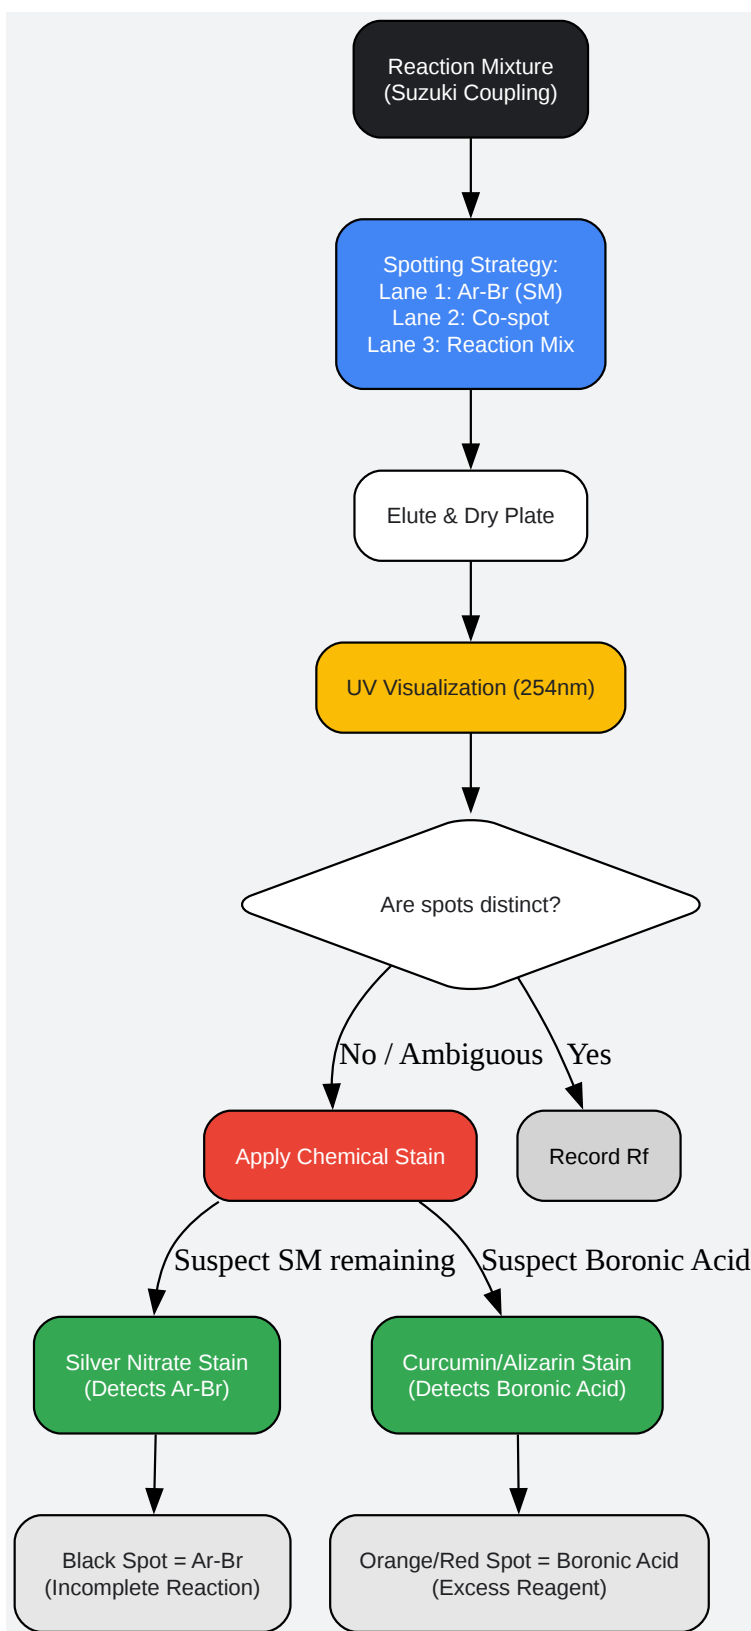 Reaction Mixture
(Suzuki Coupling)
Spotting Strategy:
Lane 1: Ar-Br (SM)
Lane 2: Co-spot
Lane 3: Reaction Mix
Elute & Dry Plate
UV Visualization (254nm)
Are spots distinct?
No / Ambiguous
Yes
Apply Chemical Stain
Record Rf
Suspect SM remaining
Suspect Boronic Acid
Silver Nitrate Stain
(Detects Ar-Br)
Curcumin/Alizarin Stain
(Detects Boronic Acid)
Black Spot = Ar-Br
(Incomplete Reaction)
Orange/Red Spot = Boronic Acid
(Excess Reagent)